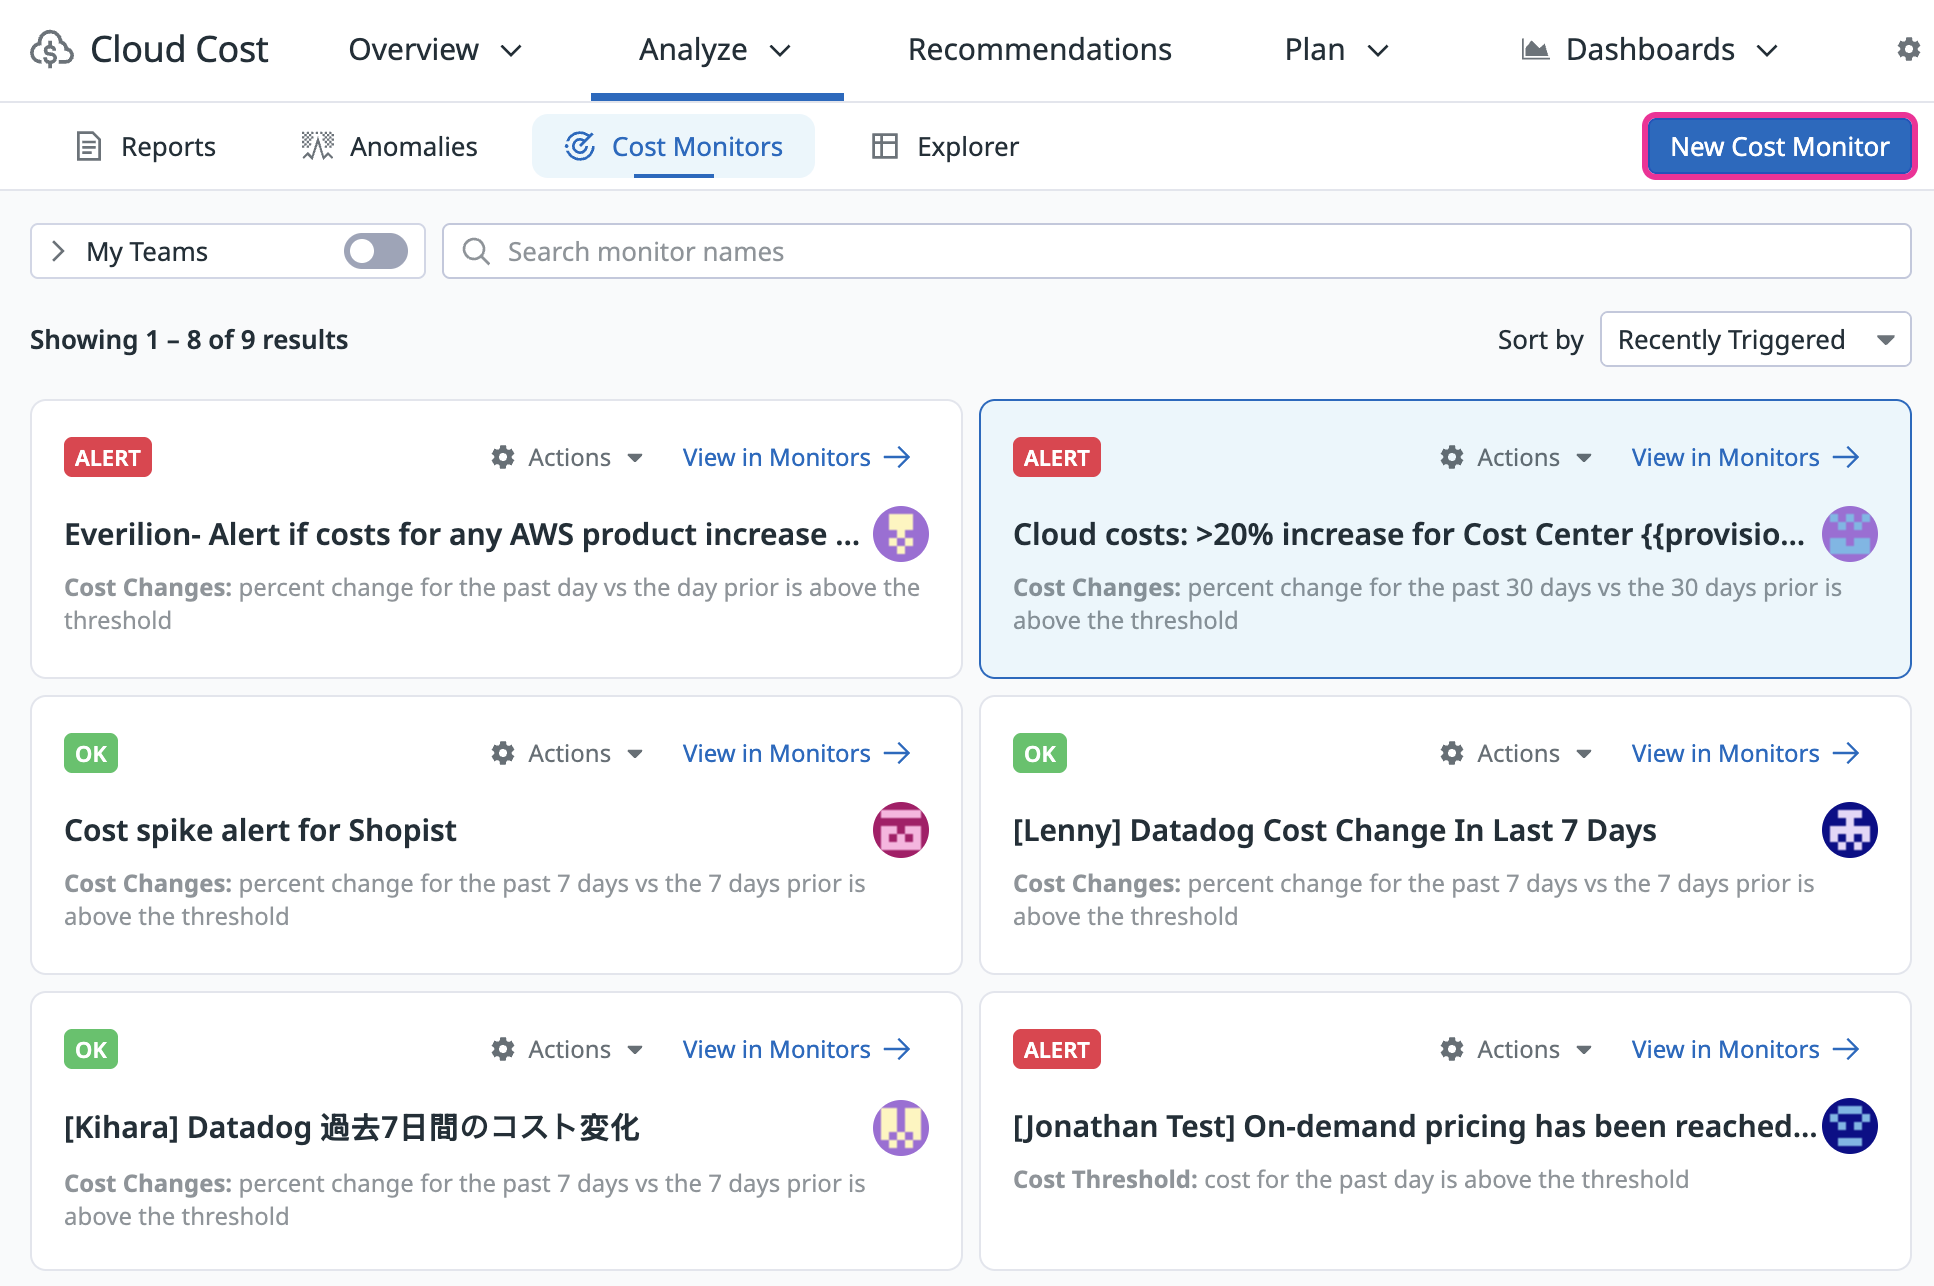 Cloud Cost
Overview
Analyze
Recommendations
Plan
Dashboards
Reports
Anomalies
Cost Monitors
Explorer
New Cost Monitor
My Teams
Search monitor names
Showing 1 – 8 of 9 results
Sort by
Recently Triggered
ALERT
Actions
View in Monitors
Everilion- Alert if costs for any AWS product increase ...
Cost Changes: percent change for the past day vs the day prior is above the
threshold
ALERT
Actions
View in Monitors
Cloud costs: >20% increase for Cost Center {{provisio...
Cost Changes: percent change for the past 30 days vs the 30 days prior is
above the threshold
OK
Actions
View in Monitors
Cost spike alert for Shopist
Cost Changes: percent change for the past 7 days vs the 7 days prior is
above the threshold
OK
Actions
View in Monitors
[Lenny] Datadog Cost Change In Last 7 Days
Cost Changes: percent change for the past 7 days vs the 7 days prior is
above the threshold
OK
Actions
View in Monitors
[Kihara] Datadog 過去7日間のコスト変化
Cost Changes: percent change for the past 7 days vs the 7 days prior is
above the threshold
ALERT
Actions
View in Monitors
[Jonathan Test] On-demand pricing has been reached...
Cost Threshold: cost for the past day is above the threshold